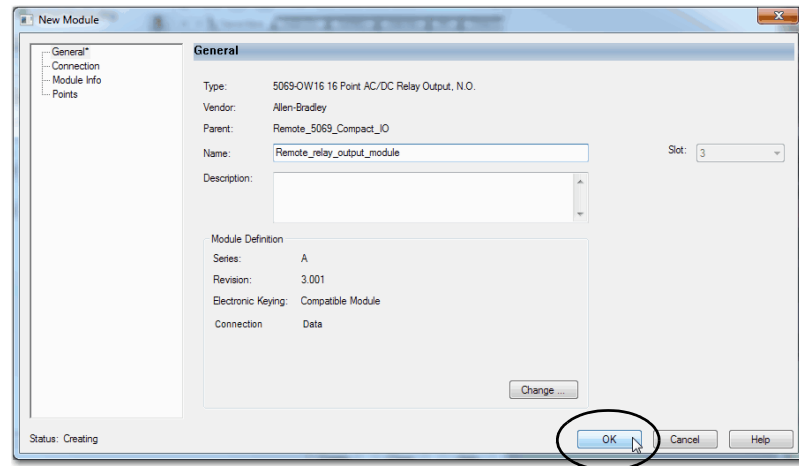 New Module
General*
Connection
Module Info
Points
General
Type: 5069-OW16 16 Point AC/DC Relay Output, N.O.
Vendor: Allen-Bradley
Parent: Remote_5069_Compact_IO
Name: Remote_relay_output_module
Slot: 3
Description:
Module Definition
Series: A
Revision: 3.001
Electronic Keying: Compatible Module
Connection Data
Change ...
Status: Creating
OK Cancel Help